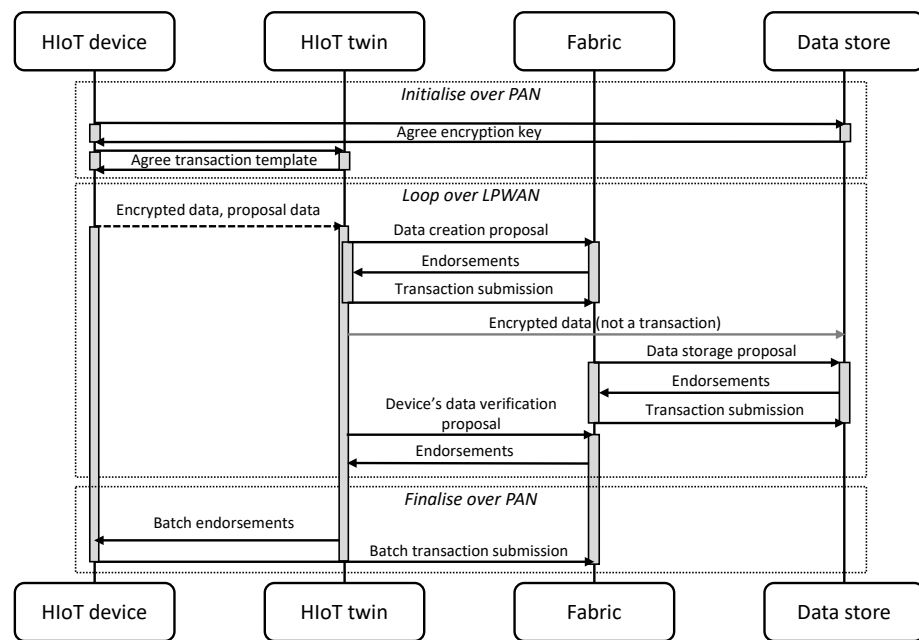 HIoT device
HIoT twin
Fabric
Data store
Initialise over PAN
Agree encryption key
Agree transaction template
Loop over LPWAN
Encrypted data, proposal data
Data creation proposal
Endorsements
Transaction submission
Encrypted data (not a transaction)
Data storage proposal
Endorsements
Transaction submission
Device's data verification
proposal
Endorsements
Finalise over PAN
Batch endorsements
Batch transaction submission
HIoT device
HIoT twin
Fabric
Data store